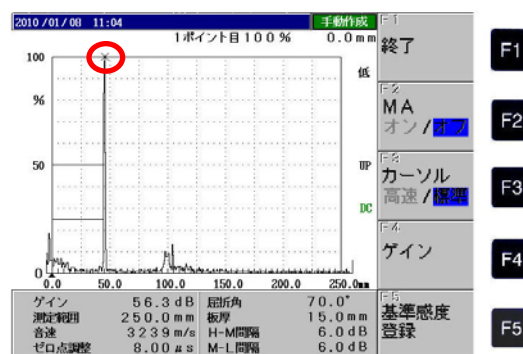 2010/01/08 11:04 手動作成
1ポイント目100% 0.0mm
100
%
50
0
0.0 50.0 100.0 150.0 200.0 250.0mm
低
UP
DC
F1
終了
F2
MA
オン/オフ
F3
カーソル
高速/標準
F4
ゲイン
F5
基準感度
登録
ゲイン 56.3dB 屈折角 70.0°
測定範囲 250.0mm 板厚 15.0mm
音速 3239m/s H-M間隔 6.0dB
ゼロ点調整 8.00μs M-L間隔 6.0dB
F1
F2
F3
F4
F5